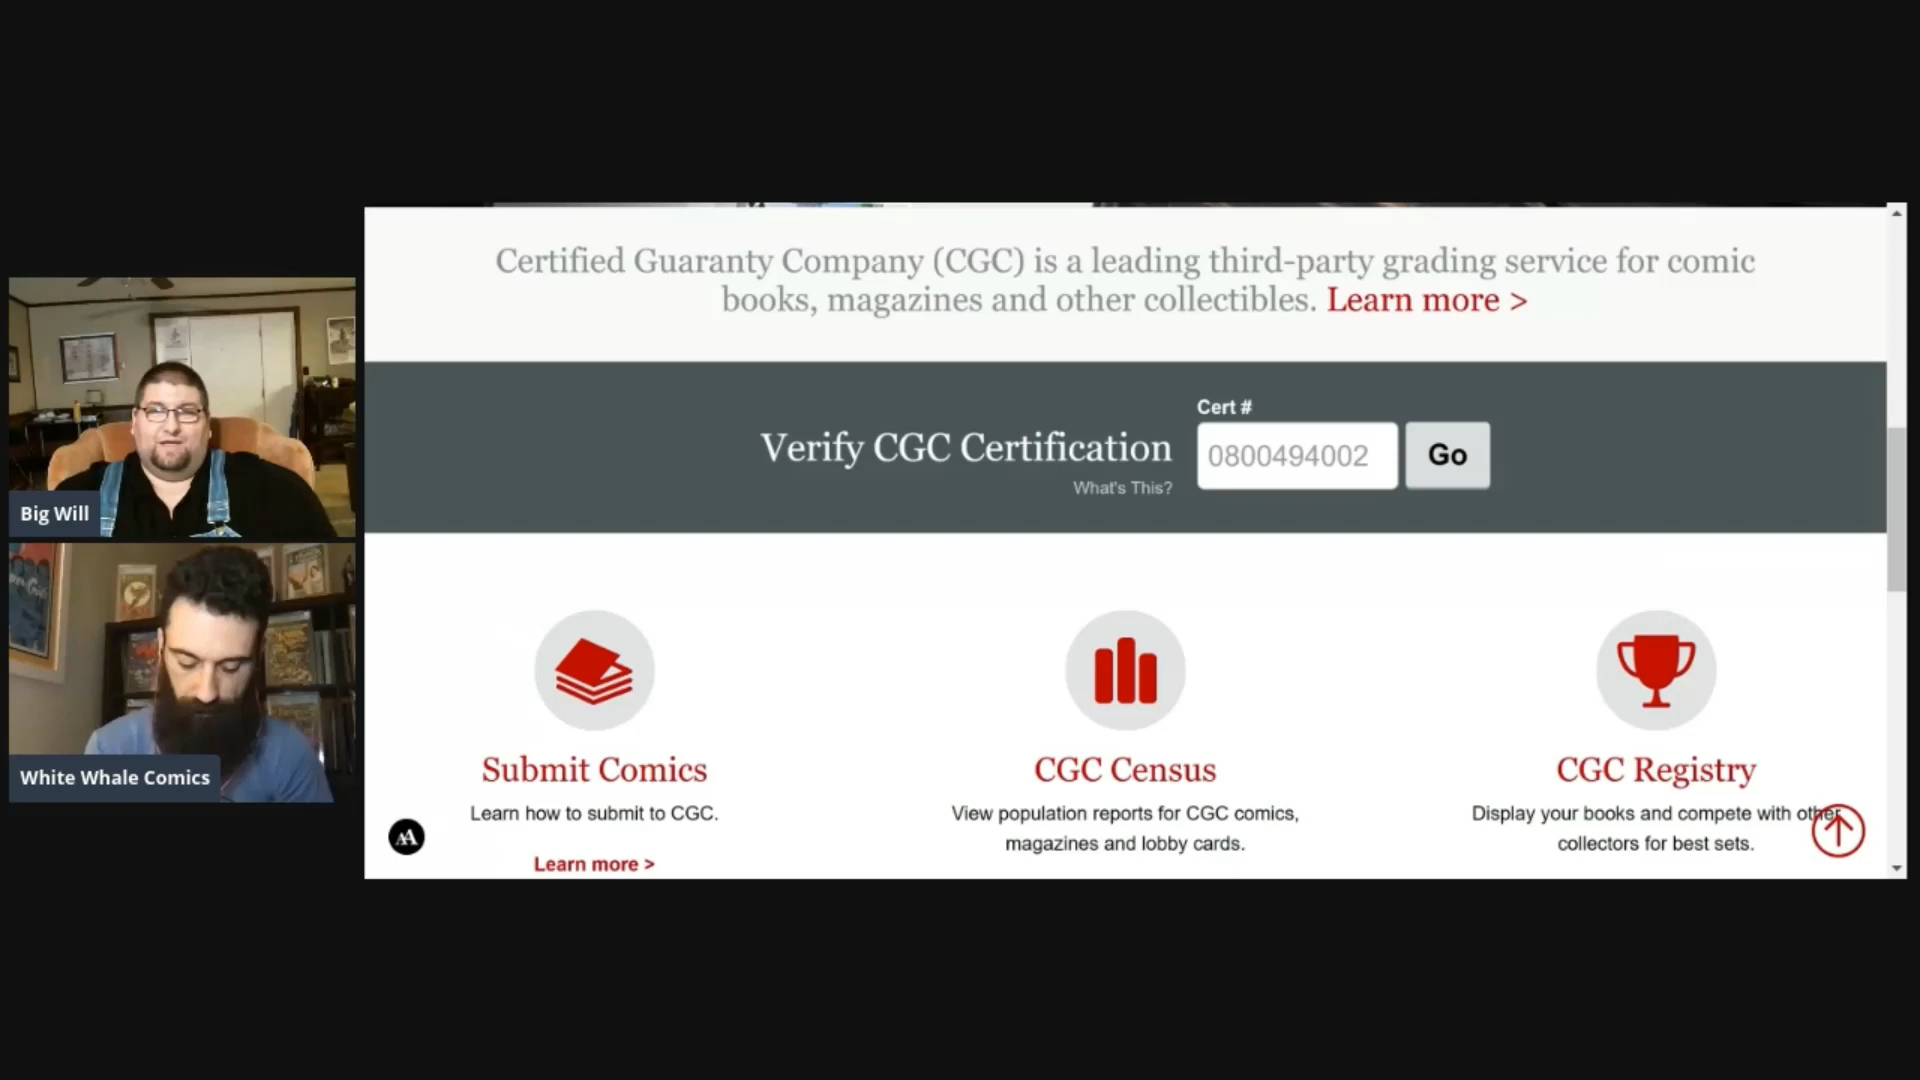 Certified Guaranty Company (CGC) is a leading third-party grading service for comic
books, magazines and other collectibles. Learn more >
Cert #
Verify CGC Certification
0800494002
Go
What's This?
Big Will
White Whale Comics
Submit Comics
Learn how to submit to CGC.
Learn more >
CGC Census
View population reports for CGC comics,
magazines and lobby cards.
CGC Registry
Display your books and compete with other
collectors for best sets.
AA